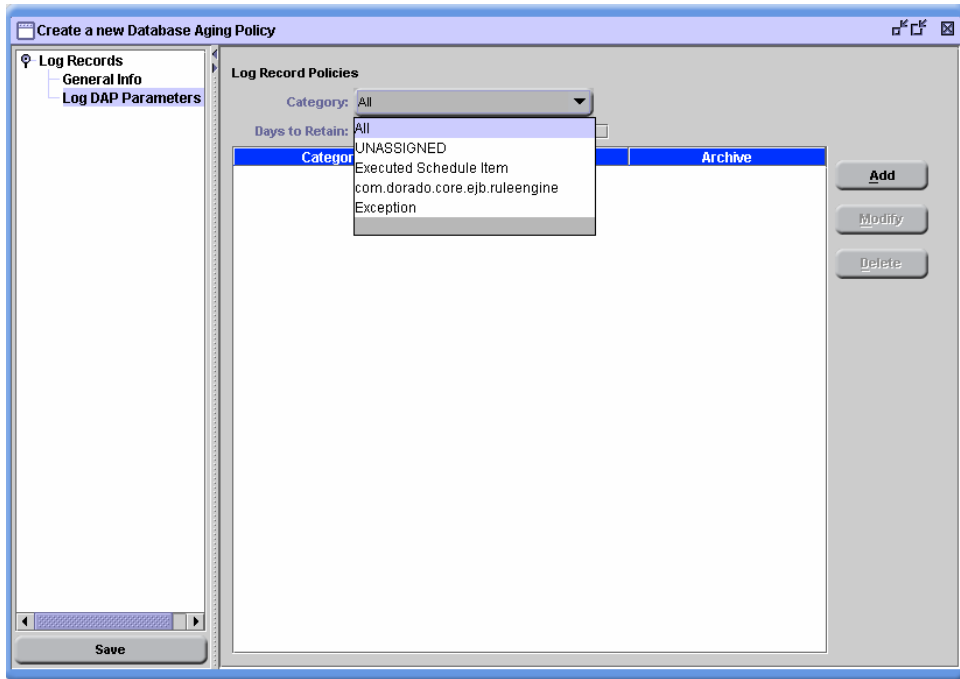 Create a new Database Aging Policy
Log Records
General Info
Log DAP Parameters
Log Record Policies
Category: All
Days to Retain:
All
UNASSIGNED
Executed Schedule Item
com.dorado.core.ejb.ruleengine
Exception
Categor
Archive
Add
Modify
Delete
Save